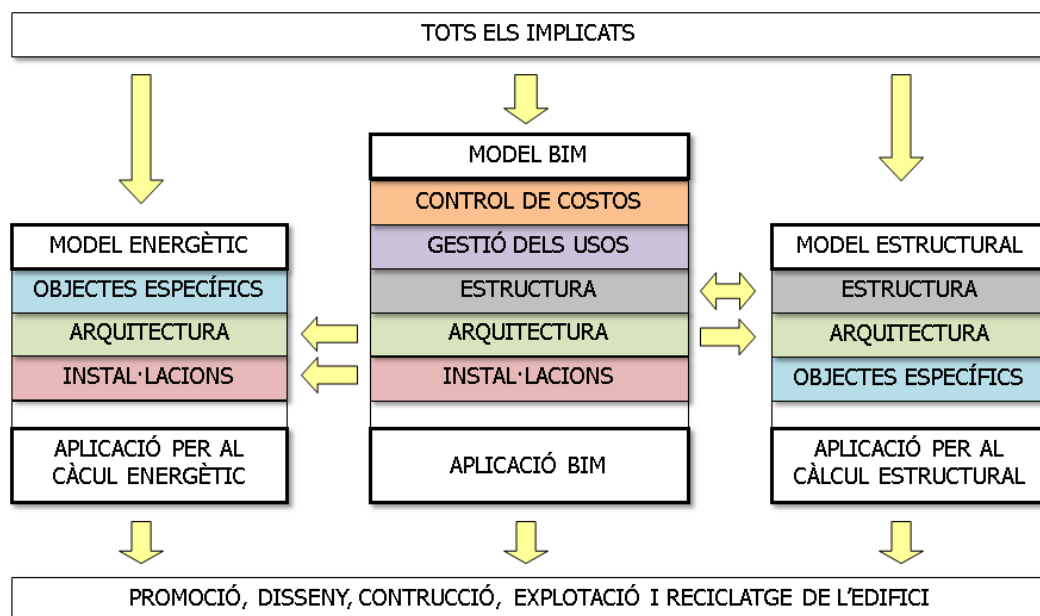 TOTS ELS IMPLICATS
MODEL BIM
CONTROL DE COSTOS
GESTIÓ DELS USOS
ESTRUCTURA
ARQUITECTURA
INSTAL·LACIONS
APLICACIÓ BIM
MODEL ENERGÈTIC
OBJECTES ESPECÍFICS
ARQUITECTURA
INSTAL·LACIONS
APLICACIÓ PER AL
CÀCUL ENERGÈTIC
MODEL ESTRUCTURAL
ESTRUCTURA
ARQUITECTURA
OBJECTES ESPECÍFICS
APLICACIÓ PER AL
CÀLCUL ESTRUCTURAL
PROMOCIÓ, DISSENY, CONTRUCCIÓ, EXPLOTACIÓ I RECICLATGE DE L'EDIFICI